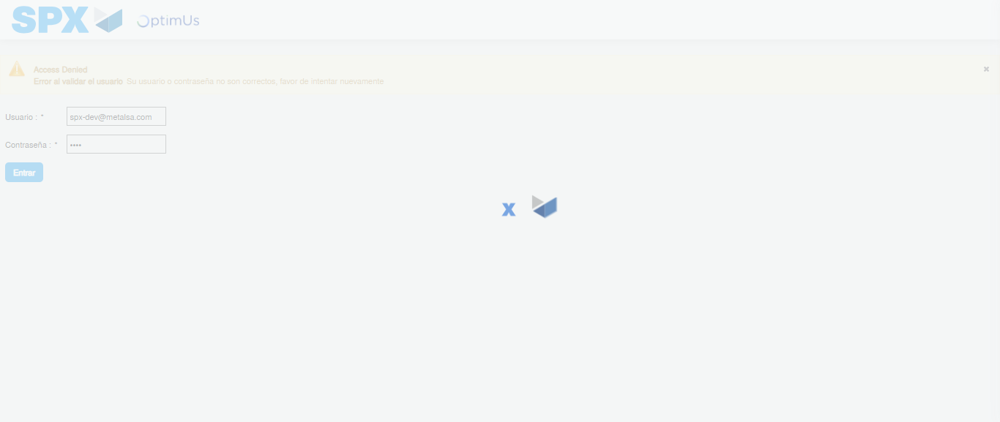 SPX OptimUs
Access Denied
Error al validar el usuario Su usuario o contraseña no son correctos, favor de intentar nuevamente
Usuario : * spx-dev@metalsa.com
Contraseña : * ••••
Entrar
X